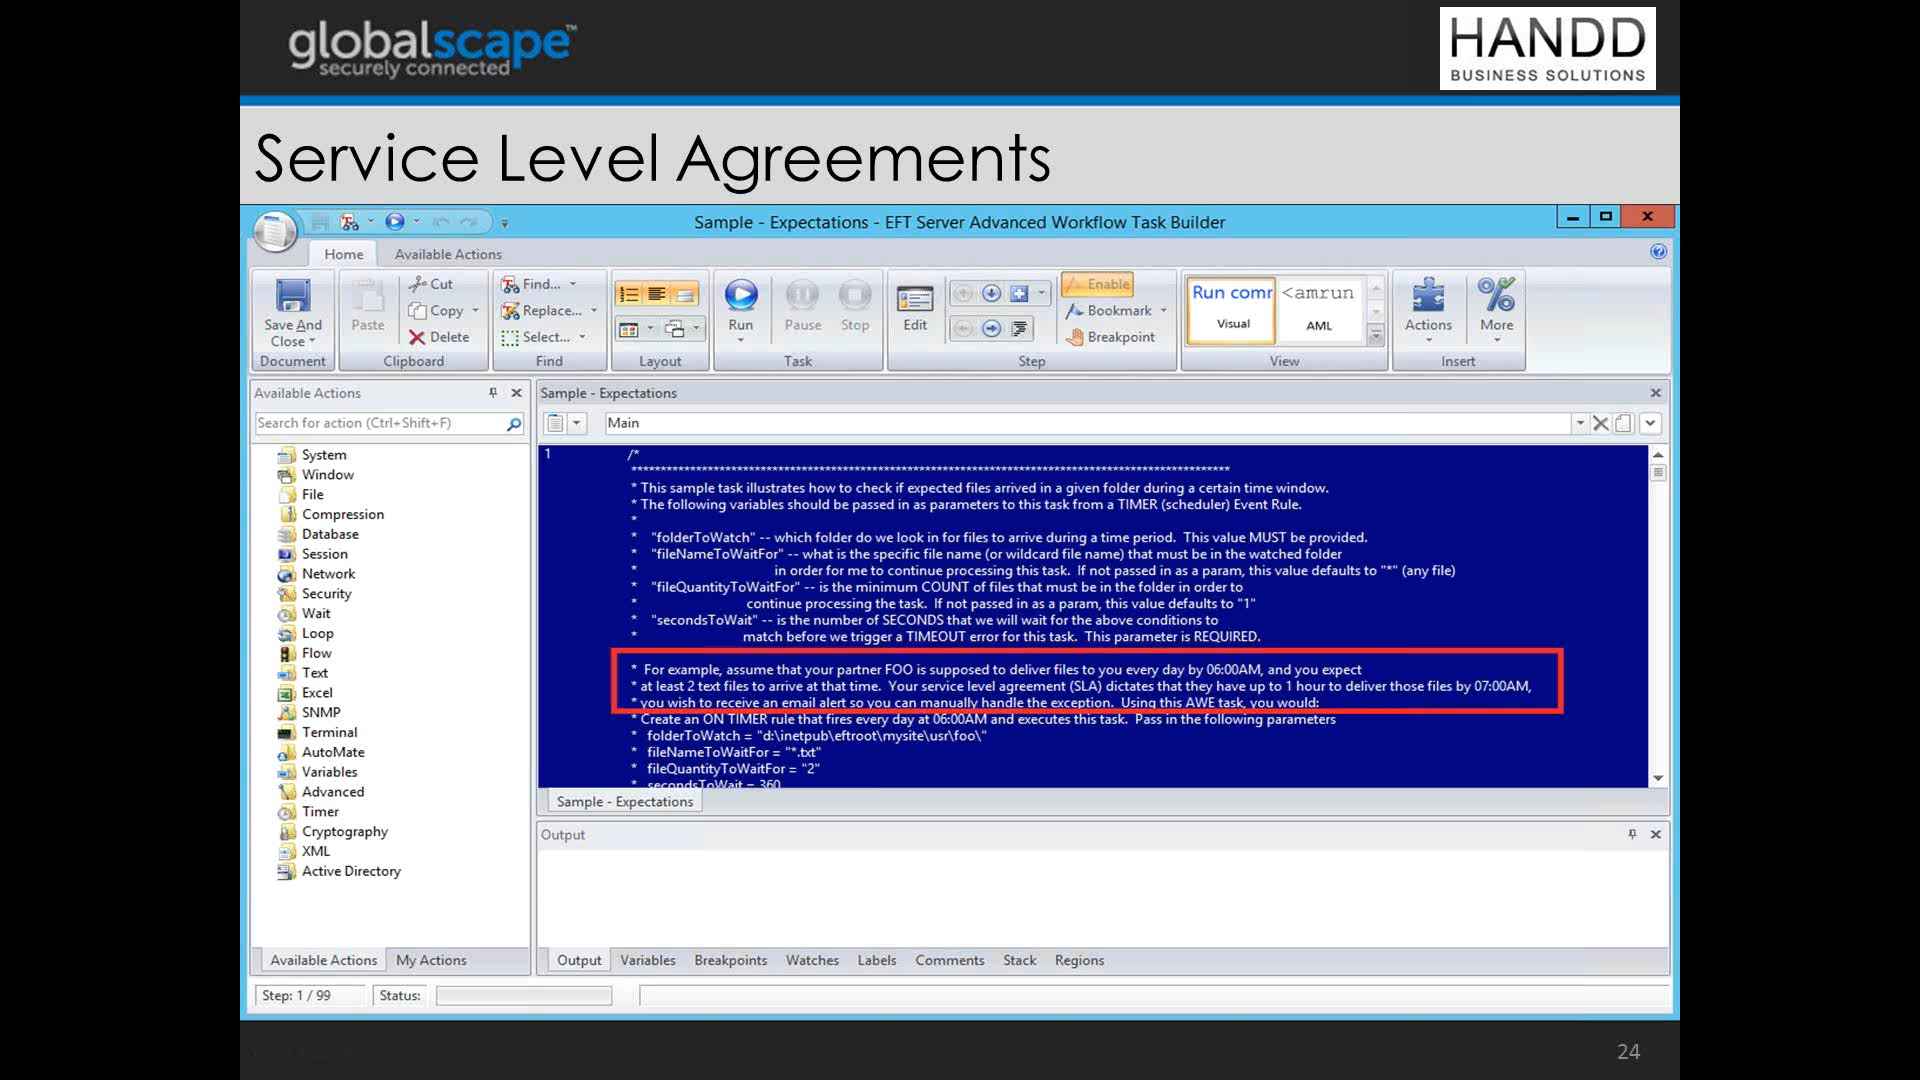 globalscape™
securely connected
HANDD
BUSINESS SOLUTIONS
Service Level Agreements
Sample - Expectations - EFT Server Advanced Workflow Task Builder
Home
Available Actions
Save And Close
Paste
Cut
Copy
Delete
Find...
Replace...
Select...
Run
Pause
Stop
Edit
Enable
Bookmark
Breakpoint
Run comr
Visual
<amrun
AML
Actions
More
Document
Clipboard
Find
Layout
Task
Step
View
Insert
Available Actions
Search for action (Ctrl+Shift+F)
System
Window
File
Compression
Database
Session
Network
Security
Wait
Loop
Flow
Text
Excel
SNMP
Terminal
AutoMate
Variables
Advanced
Timer
Cryptography
XML
Active Directory
Available Actions
My Actions
Sample - Expectations
Main
1
/*
* This sample task illustrates how to check if expected files arrived in a given folder during a certain time window.
* The following variables should be passed in as parameters to this task from a TIMER (scheduler) Event Rule.
*
* "folderToWatch" -- which folder do we look in for files to arrive during a time period. This value MUST be provided.
* "fileNameToWaitFor" -- what is the specific file name (or wildcard file name) that must be in the watched folder
* in order for me to continue processing this task. If not passed in as a param, this value defaults to "*" (any file)
* "fileQuantityToWaitFor" -- is the minimum COUNT of files that must be in the folder in order to
* continue processing the task. If not passed in as a param, this value defaults to "1"
* "secondsToWait" -- is the number of SECONDS that we will wait for the above conditions to
* match before we trigger a TIMEOUT error for this task. This parameter is REQUIRED.
* For example, assume that your partner FOO is supposed to deliver files to you every day by 06:00AM, and you expect
* at least 2 text files to arrive at that time. Your service level agreement (SLA) dictates that they have up to 1 hour to deliver those files by 07:00AM,
* you wish to receive an email alert so you can manually handle the exception. Using this AWE task, you would:
* Create an ON TIMER rule that fires every day at 06:00AM and executes this task. Pass in the following parameters
* folderToWatch = "d:\inetpub\eftroot\mysite\usr\foo\"
* fileNameToWaitFor = "*.txt"
* fileQuantityToWaitFor = "2"
* secondsToWait = 360
Sample - Expectations
Output
Output
Variables
Breakpoints
Watches
Labels
Comments
Stack
Regions
Step: 1 / 99
Status:
24